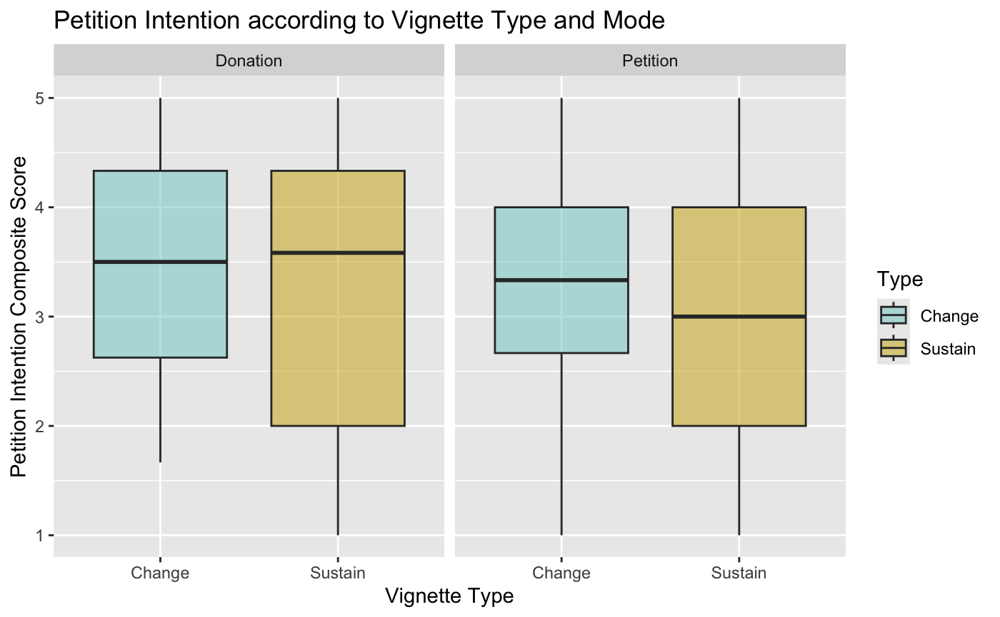 Petition Intention according to Vignette Type and Mode
Donation
Petition
Petition Intention Composite Score
5
4
3
2
1
Change
Sustain
Change
Sustain
Vignette Type
Type
Change
Sustain